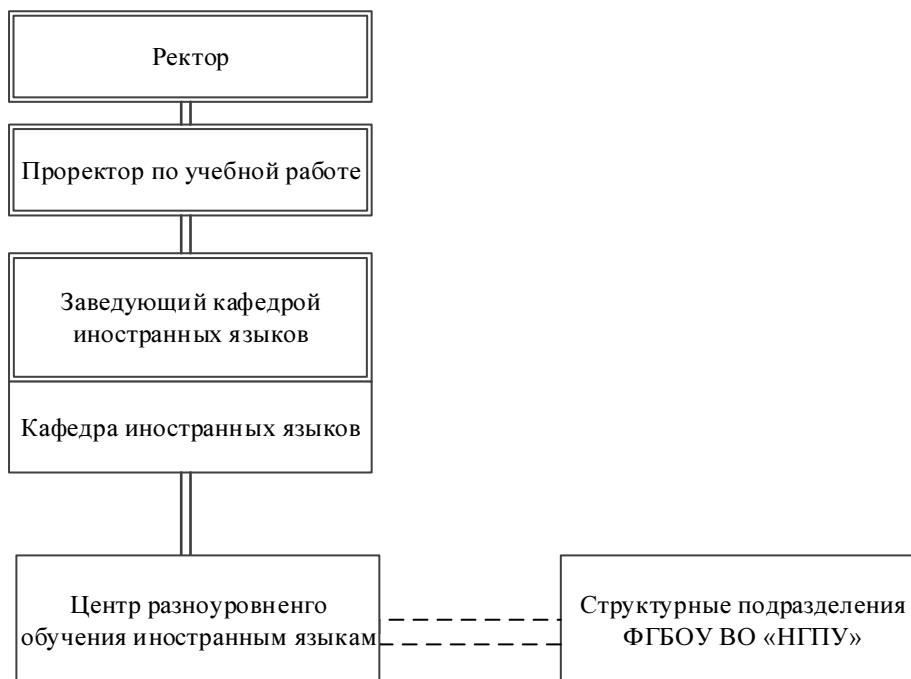 Ректор
Проректор по учебной работе
Заведующий кафедрой
иностранных языков
Кафедра иностранных языков
Центр разноуровненго
обучения иностранным языкам
Структурные подразделения
ФГБОУ ВО «НГПУ»